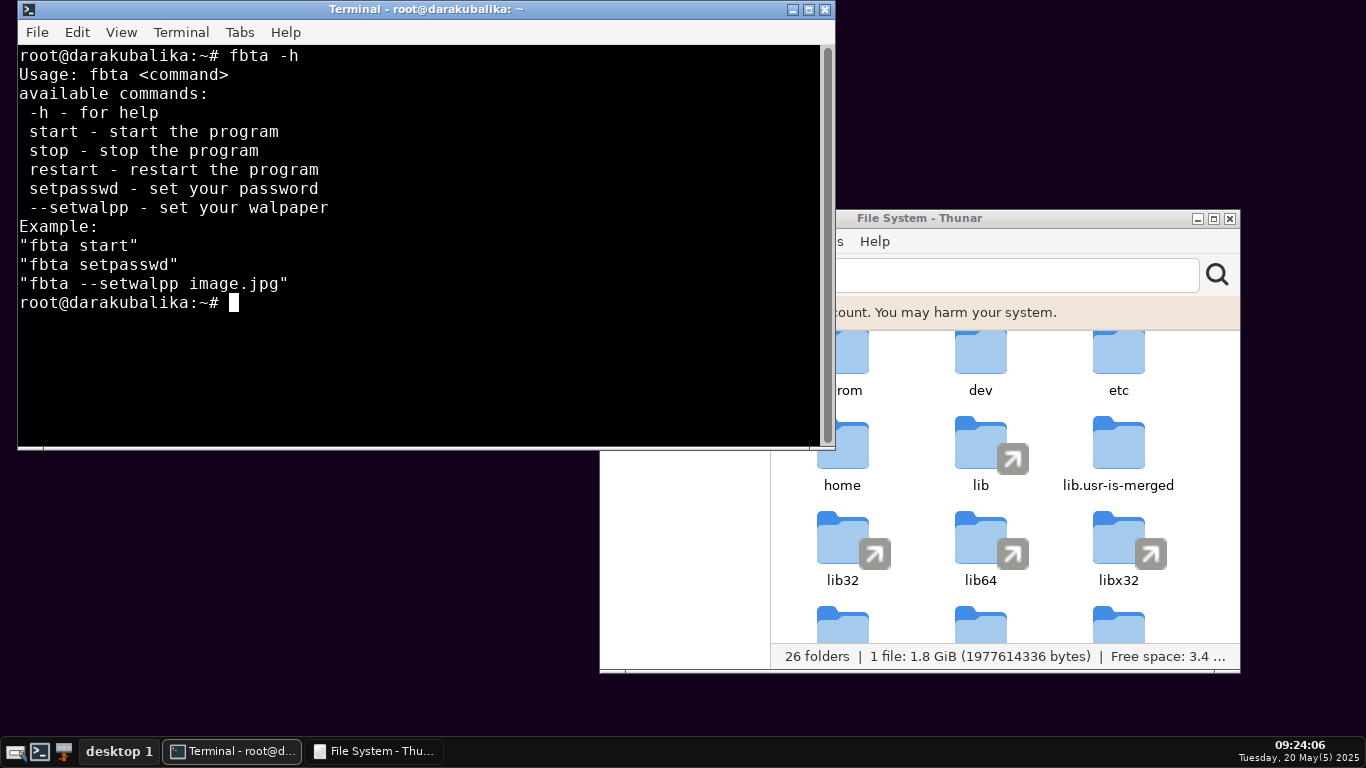 Terminal - root@darakubalika: ~
File Edit View Terminal Tabs Help
root@darakubalika:~# fbta -h
Usage: fbta <command>
available commands:
 -h - for help
 start - start the program
 stop - stop the program
 restart - restart the program
 setpasswd - set your password
 --setwalpp - set your walpaper
Example:
"fbta start"
"fbta setpasswd"
"fbta --setwalpp image.jpg"
root@darakubalika:~#
File System - Thunar
s Help
count. You may harm your system.
rom dev etc
home lib lib.usr-is-merged
lib32 lib64 libx32
26 folders | 1 file: 1.8 GiB (1977614336 bytes) | Free space: 3.4 ...
desktop 1
Terminal - root@d...
File System - Thu...
09:24:06
Tuesday, 20 May(5) 2025